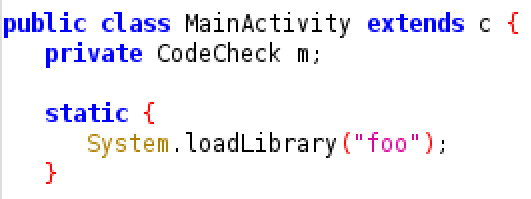 public class MainActivity extends c {
private CodeCheck m;
static {
System.loadLibrary("foo");
}